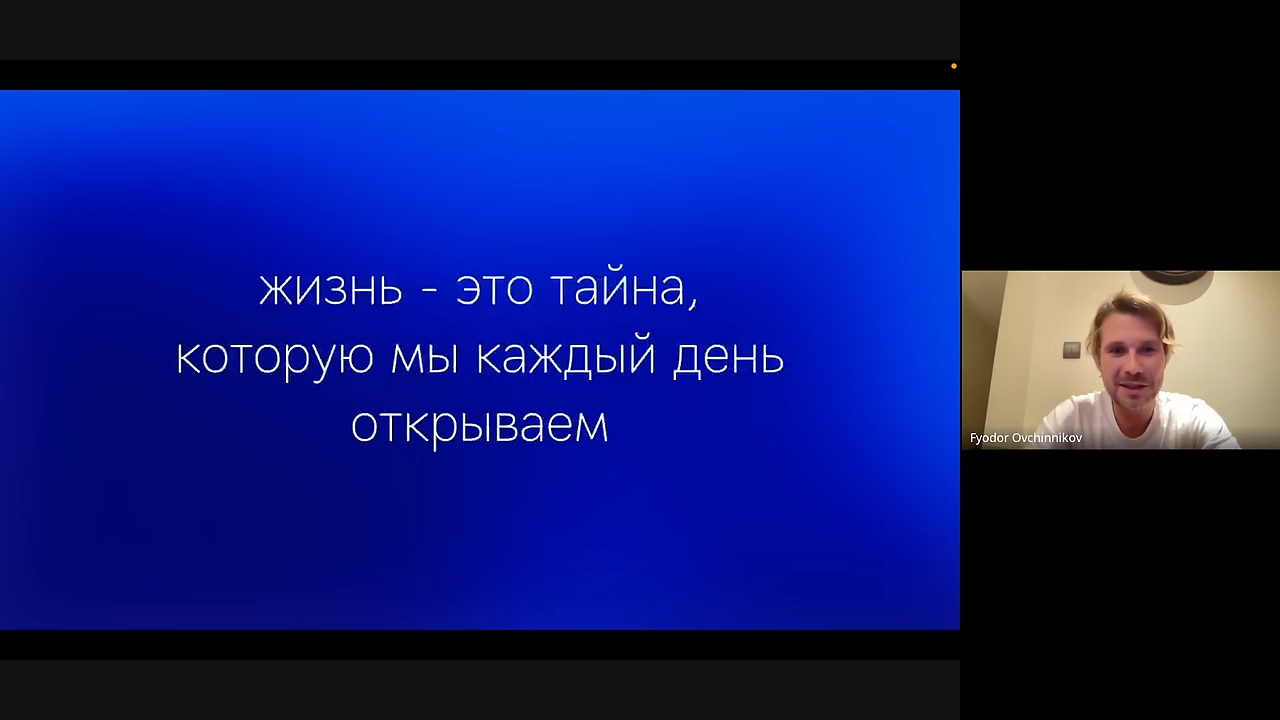 жизнь - это тайна,
которую мы каждый день
открываем
Fyodor Ovchinnikov